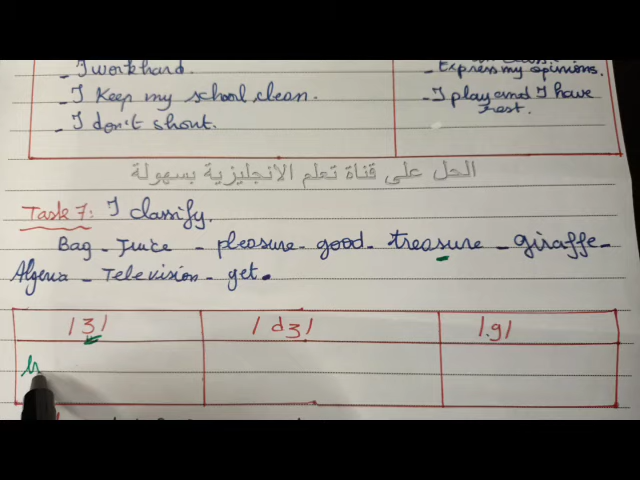 - I work hard.
- Express my opinions.
- I Keep my school clean.
- I play and I have
rest.
- I don't shout.
الحل على قناة تعلم الانجليزية بسهولة
Task 7: I classify.
Bag - Juice - pleasure - good - treasure - giraffe -
Algeria - Television - get.
/ʒ/ /dʒ/ /g/